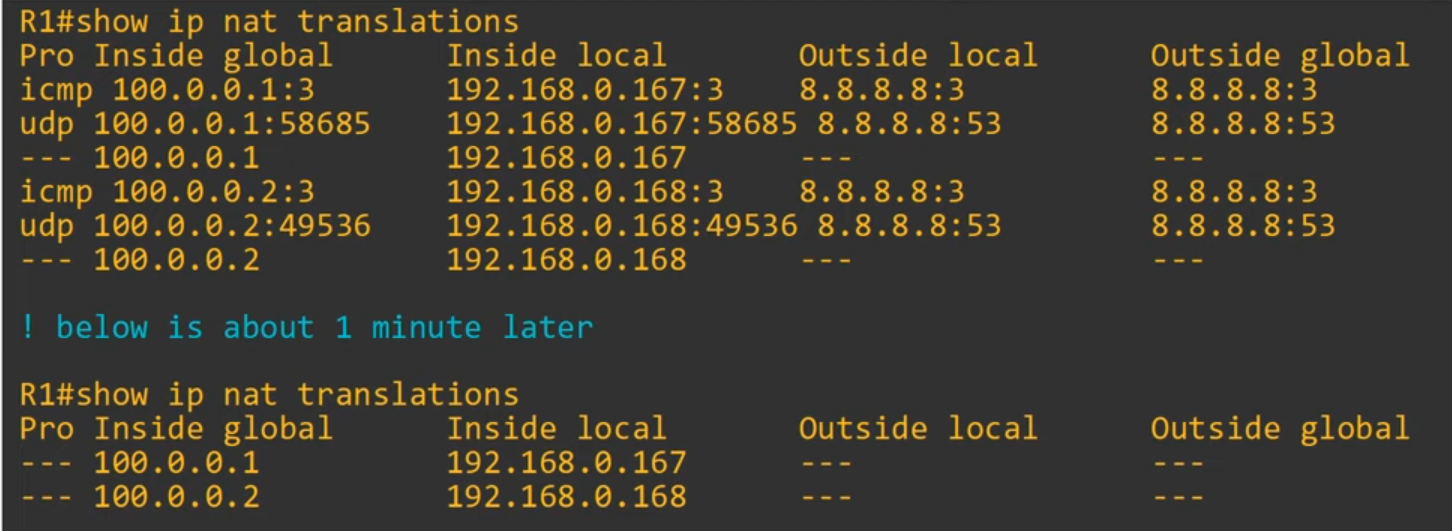 R1#show ip nat translations
Pro Inside global      Inside local       Outside local      Outside global
icmp 100.0.0.1:3       192.168.0.167:3    8.8.8.8:3          8.8.8.8:3
udp 100.0.0.1:58685    192.168.0.167:58685 8.8.8.8:53        8.8.8.8:53
--- 100.0.0.1          192.168.0.167      ---                ---
icmp 100.0.0.2:3       192.168.0.168:3    8.8.8.8:3          8.8.8.8:3
udp 100.0.0.2:49536    192.168.0.168:49536 8.8.8.8:53        8.8.8.8:53
--- 100.0.0.2          192.168.0.168      ---                ---
! below is about 1 minute later
R1#show ip nat translations
Pro Inside global      Inside local       Outside local      Outside global
--- 100.0.0.1          192.168.0.167      ---                ---
--- 100.0.0.2          192.168.0.168      ---                ---